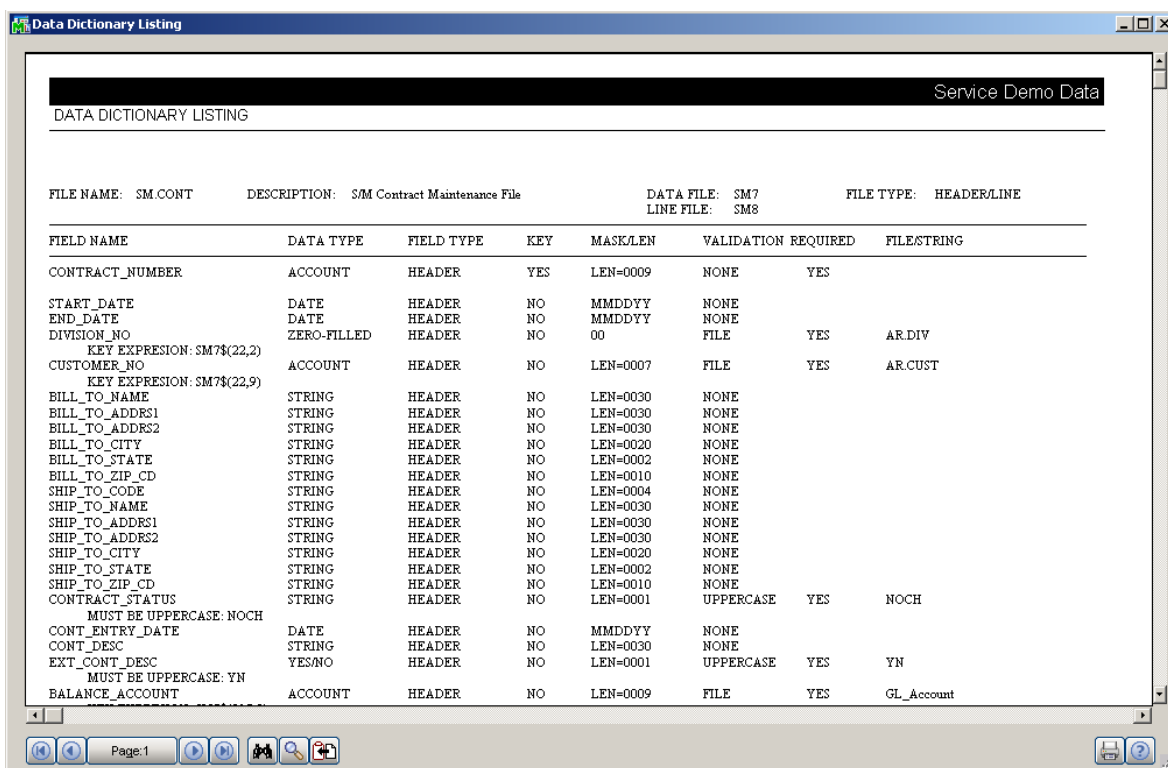 Data Dictionary Listing
Service Demo Data
DATA DICTIONARY LISTING
FILE NAME: SM.CONT DESCRIPTION: S/M Contract Maintenance File DATA FILE: SM7 FILE TYPE: HEADER/LINE
LINE FILE: SM8
FIELD NAME DATA TYPE FIELD TYPE KEY MASK/LEN VALIDATION REQUIRED FILE/STRING
CONTRACT_NUMBER ACCOUNT HEADER YES LEN=0009 NONE YES
START_DATE DATE HEADER NO MMDDYY NONE
END_DATE DATE HEADER NO MMDDYY NONE
DIVISION_NO ZERO-FILLED HEADER NO 00 FILE YES AR.DIV
KEY EXPRESION: SM7$(22,2)
CUSTOMER_NO ACCOUNT HEADER NO LEN=0007 FILE YES AR.CUST
KEY EXPRESION: SM7$(22,9)
BILL_TO_NAME STRING HEADER NO LEN=0030 NONE
BILL_TO_ADDRS1 STRING HEADER NO LEN=0030 NONE
BILL_TO_ADDRS2 STRING HEADER NO LEN=0030 NONE
BILL_TO_CITY STRING HEADER NO LEN=0020 NONE
BILL_TO_STATE STRING HEADER NO LEN=0002 NONE
BILL_TO_ZIP_CD STRING HEADER NO LEN=0010 NONE
SHIP_TO_CODE STRING HEADER NO LEN=0004 NONE
SHIP_TO_NAME STRING HEADER NO LEN=0030 NONE
SHIP_TO_ADDRS1 STRING HEADER NO LEN=0030 NONE
SHIP_TO_ADDRS2 STRING HEADER NO LEN=0030 NONE
SHIP_TO_CITY STRING HEADER NO LEN=0020 NONE
SHIP_TO_STATE STRING HEADER NO LEN=0002 NONE
SHIP_TO_ZIP_CD STRING HEADER NO LEN=0010 NONE
CONTRACT_STATUS STRING HEADER NO LEN=0001 UPPERCASE YES NOCH
MUST BE UPPERCASE: NOCH
CONT_ENTRY_DATE DATE HEADER NO MMDDYY NONE
CONT_DESC STRING HEADER NO LEN=0030 NONE
EXT_CONT_DESC YES/NO HEADER NO LEN=0001 UPPERCASE YES YN
MUST BE UPPERCASE: YN
BALANCE_ACCOUNT ACCOUNT HEADER NO LEN=0009 FILE YES GL_Account
Page:1